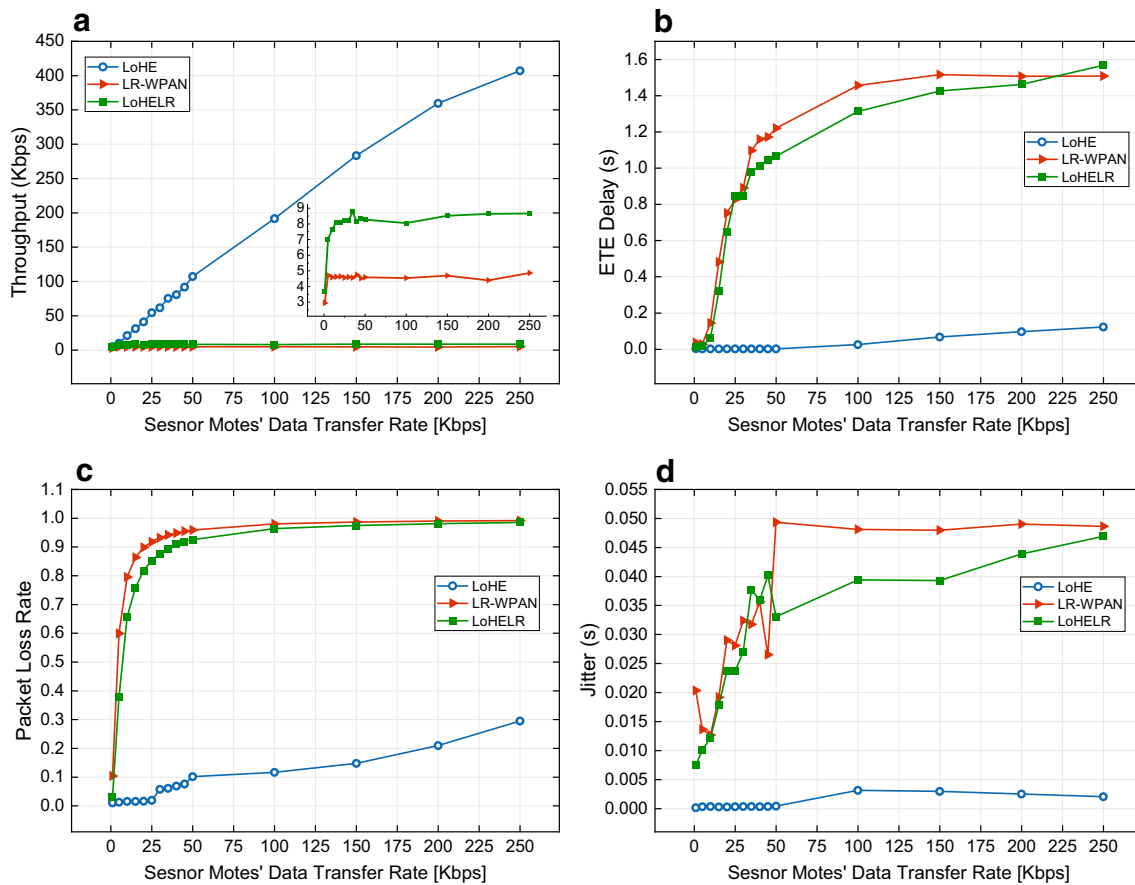 a
Throughput (Kbps)
450
400
350
300
250
200
150
100
50
0
LoHE
LR-WPAN
LoHELR
9
8
7
6
5
4
3
0 50 100 150 200 250
0 25 50 75 100 125 150 175 200 225 250
Sesnor Motes' Data Transfer Rate [Kbps]
b
ETE Delay (s)
1.6
1.4
1.2
1.0
0.8
0.6
0.4
0.2
0.0
LoHE
LR-WPAN
LoHELR
0 25 50 75 100 125 150 175 200 225 250
Sesnor Motes' Data Transfer Rate [Kbps]
c
Packet Loss Rate
1.1
1.0
0.9
0.8
0.7
0.6
0.5
0.4
0.3
0.2
0.1
0.0
LoHE
LR-WPAN
LoHELR
0 25 50 75 100 125 150 175 200 225 250
Sesnor Motes' Data Transfer Rate [Kbps]
d
Jitter (s)
0.055
0.050
0.045
0.040
0.035
0.030
0.025
0.020
0.015
0.010
0.005
0.000
LoHE
LR-WPAN
LoHELR
0 25 50 75 100 125 150 175 200 225 250
Sesnor Motes' Data Transfer Rate [Kbps]